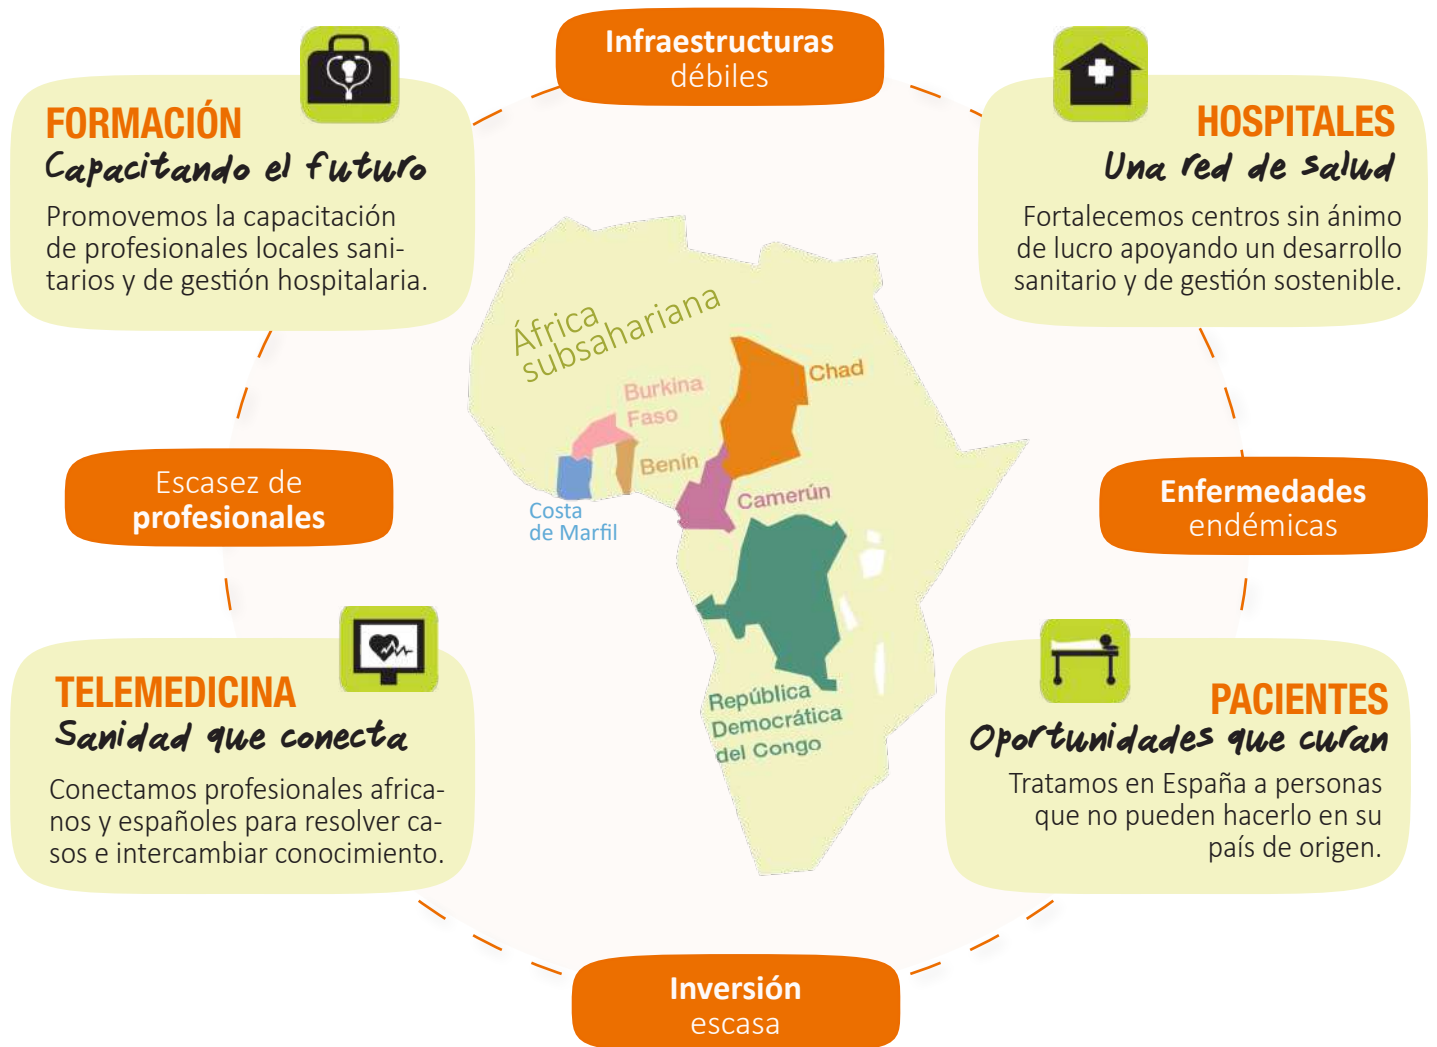 Infraestructuras
débiles
FORMACIÓN
Capacitando el futuro
Promovemos la capacitación
de profesionales locales sani-
tarios y de gestión hospitalaria.
HOSPITALES
Una red de salud
Fortalecemos centros sin ánimo
de lucro apoyando un desarrollo
sanitario y de gestión sostenible.
África
subsahariana
Chad
Burkina
Faso
Benín
Camerún
Costa
de Marfil
República
Democrática
del Congo
Escasez de
profesionales
Enfermedades
endémicas
TELEMEDICINA
Sanidad que conecta
Conectamos profesionales africa-
nos y españoles para resolver ca-
sos e intercambiar conocimiento.
PACIENTES
Oportunidades que curan
Tratamos en España a personas
que no pueden hacerlo en su
país de origen.
Inversión
escasa